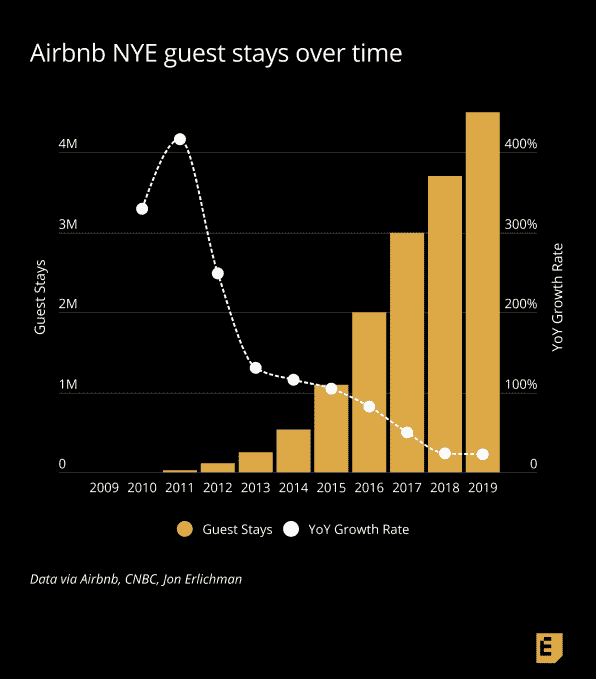 Airbnb NYE guest stays over time
4M 400%
3M 300%
2M 200%
1M 100%
0 0
Guest Stays
YoY Growth Rate
2009 2010 2011 2012 2013 2014 2015 2016 2017 2018 2019
Guest Stays YoY Growth Rate
Data via Airbnb, CNBC, Jon Erlichman
E